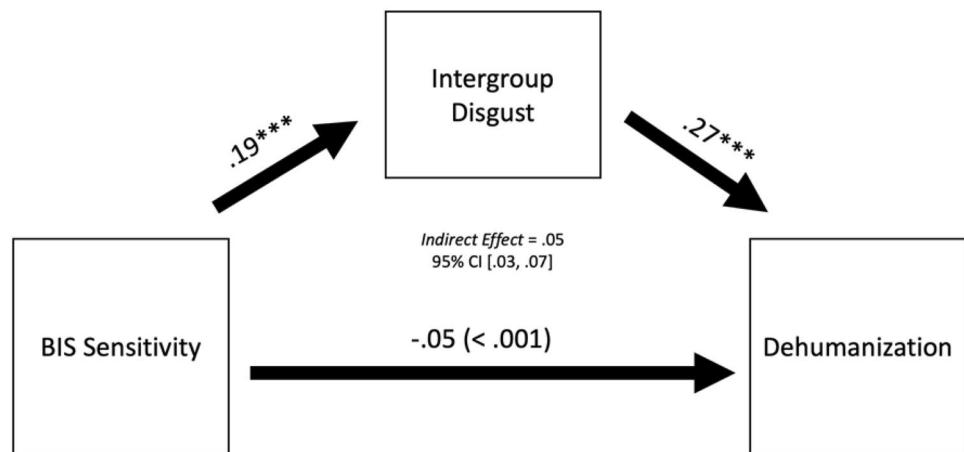 Intergroup
Disgust
.19***
.27***
Indirect Effect = .05
95% CI [.03, .07]
BIS Sensitivity
-.05 (< .001)
Dehumanization